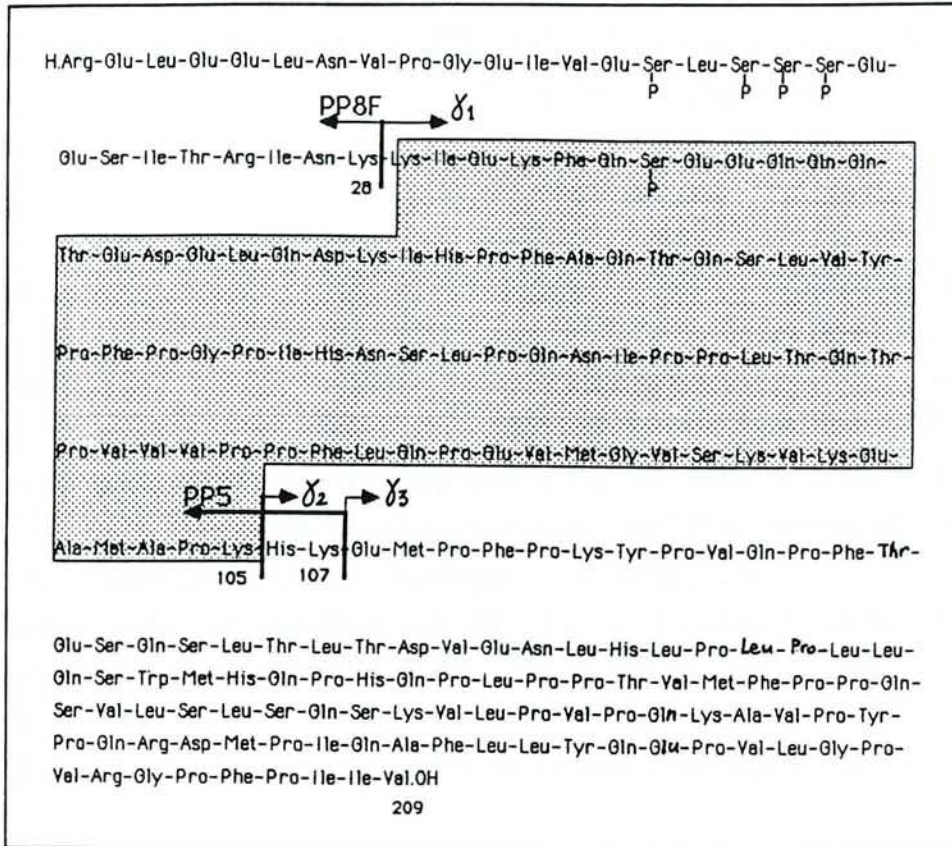 H.Arg-Glu-Leu-Glu-Glu-Leu-Asn-Val-Pro-Gly-Glu-Ile-Val-Glu-Ser-Leu-Ser-Ser-Ser-Glu-
P P P P
PP8F γ1
Glu-Ser-Ile-Thr-Arg-Ile-Asn-Lys-Lys-Ile-Glu-Lys-Phe-Gln-Ser-Glu-Glu-Gln-Gln-Gln-
28 P
Thr-Glu-Asp-Glu-Leu-Gln-Asp-Lys-Ile-His-Pro-Phe-Ala-Gln-Thr-Gln-Ser-Leu-Val-Tyr-
Pro-Phe-Pro-Gly-Pro-Ile-His-Asn-Ser-Leu-Pro-Gln-Asn-Ile-Pro-Pro-Leu-Thr-Gln-Thr-
Pro-Val-Val-Val-Pro-Pro-Phe-Leu-Gln-Pro-Glu-Val-Met-Gly-Val-Ser-Lys-Val-Lys-Glu-
PP5 γ2 γ3
Ala-Met-Ala-Pro-Lys-His-Lys-Glu-Met-Pro-Phe-Pro-Lys-Tyr-Pro-Val-Gln-Pro-Phe-Thr-
105 107
Glu-Ser-Gln-Ser-Leu-Thr-Leu-Thr-Asp-Val-Glu-Asn-Leu-His-Leu-Pro-Leu-Pro-Leu-Leu-
Gln-Ser-Trp-Met-His-Gln-Pro-His-Gln-Pro-Leu-Pro-Pro-Thr-Val-Met-Phe-Pro-Pro-Gln-
Ser-Val-Leu-Ser-Leu-Ser-Gln-Ser-Lys-Val-Leu-Pro-Val-Pro-Gln-Lys-Ala-Val-Pro-Tyr-
Pro-Gln-Arg-Asp-Met-Pro-Ile-Gln-Ala-Phe-Leu-Leu-Tyr-Gln-Glu-Pro-Val-Leu-Gly-Pro-
Val-Arg-Gly-Pro-Phe-Pro-Ile-Ile-Val.OH
209